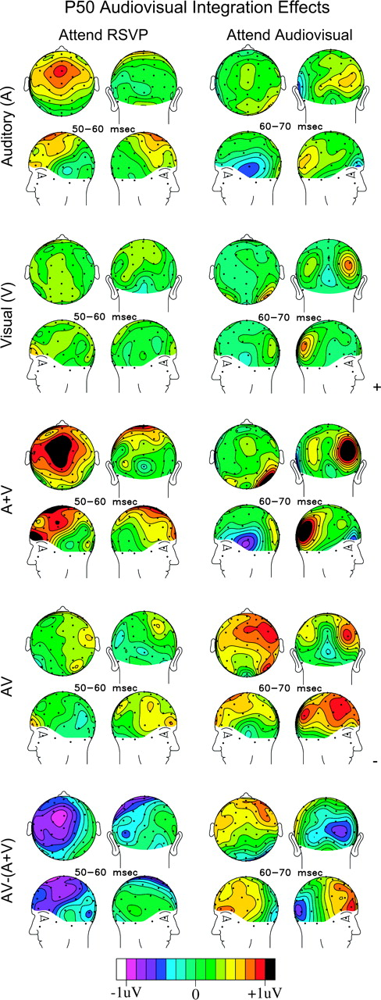 P50 Audiovisual Integration Effects
Attend RSVP Attend Audiovisual
Auditory (A)
50-60 msec 60-70 msec
Visual (V)
50-60 msec 60-70 msec
+
A+V
50-60 msec 60-70 msec
AV
50-60 msec 60-70 msec
-
AV-(A+V)
50-60 msec 60-70 msec
-1uV 0 +1uV